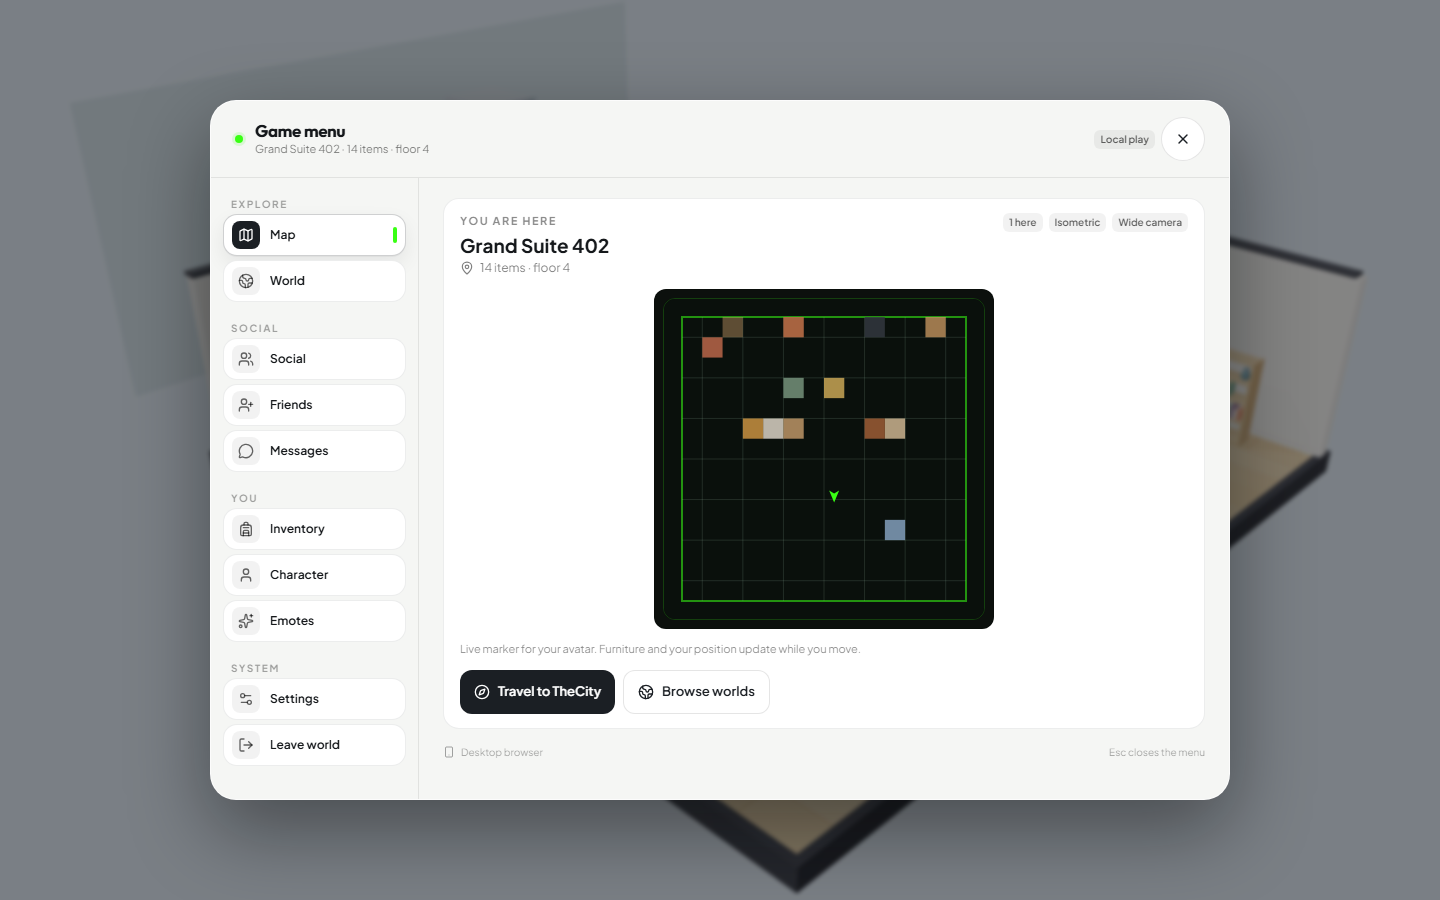 Game menu
Grand Suite 402 · 14 items · floor 4
Local play
EXPLORE
Map
World
SOCIAL
Social
Friends
Messages
YOU
Inventory
Character
Emotes
SYSTEM
Settings
Leave world
YOU ARE HERE
1 here
Isometric
Wide camera
Grand Suite 402
14 items · floor 4
Live marker for your avatar. Furniture and your position update while you move.
Travel to TheCity
Browse worlds
Desktop browser
Esc closes the menu